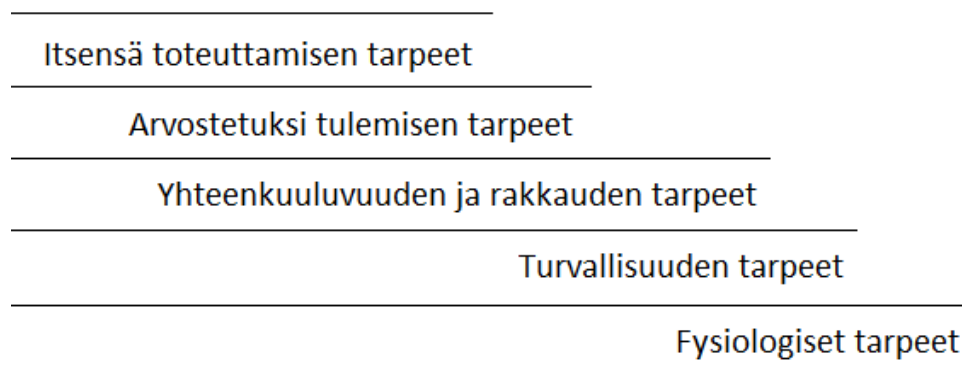 Itsensä toteuttamisen tarpeet
Arvostetuksi tulemisen tarpeet
Yhteenkuuluvuuden ja rakkauden tarpeet
Turvallisuuden tarpeet
Fysiologiset tarpeet